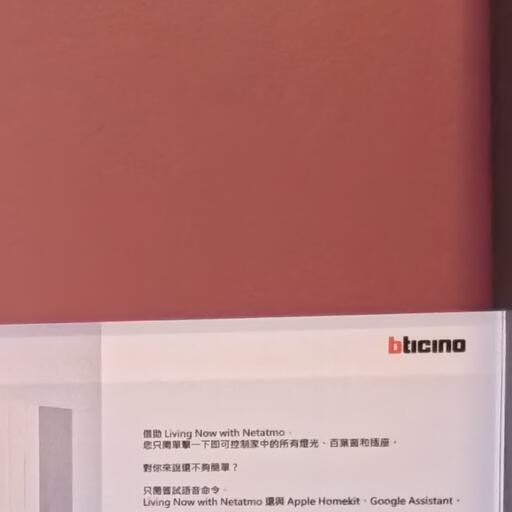 bticino
借助 Living Now with Netatmo，
您只需單擊一下即可控制家中的所有燈光、百葉窗和插座。
對你來說還不夠簡單？
只需嘗試語音命令。
Living Now with Netatmo 還與 Apple Homekit、Google Assistant、